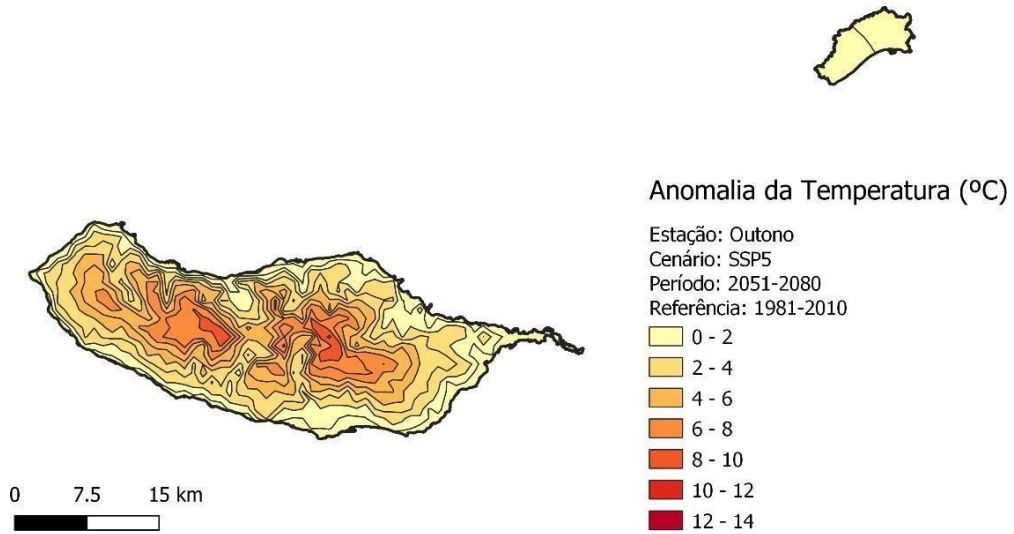 Anomalia da Temperatura (ºC)
Estação: Outono
Cenário: SSP5
Período: 2051-2080
Referência: 1981-2010
0 - 2
2 - 4
4 - 6
6 - 8
8 - 10
10 - 12
12 - 14
0 7.5 15 km